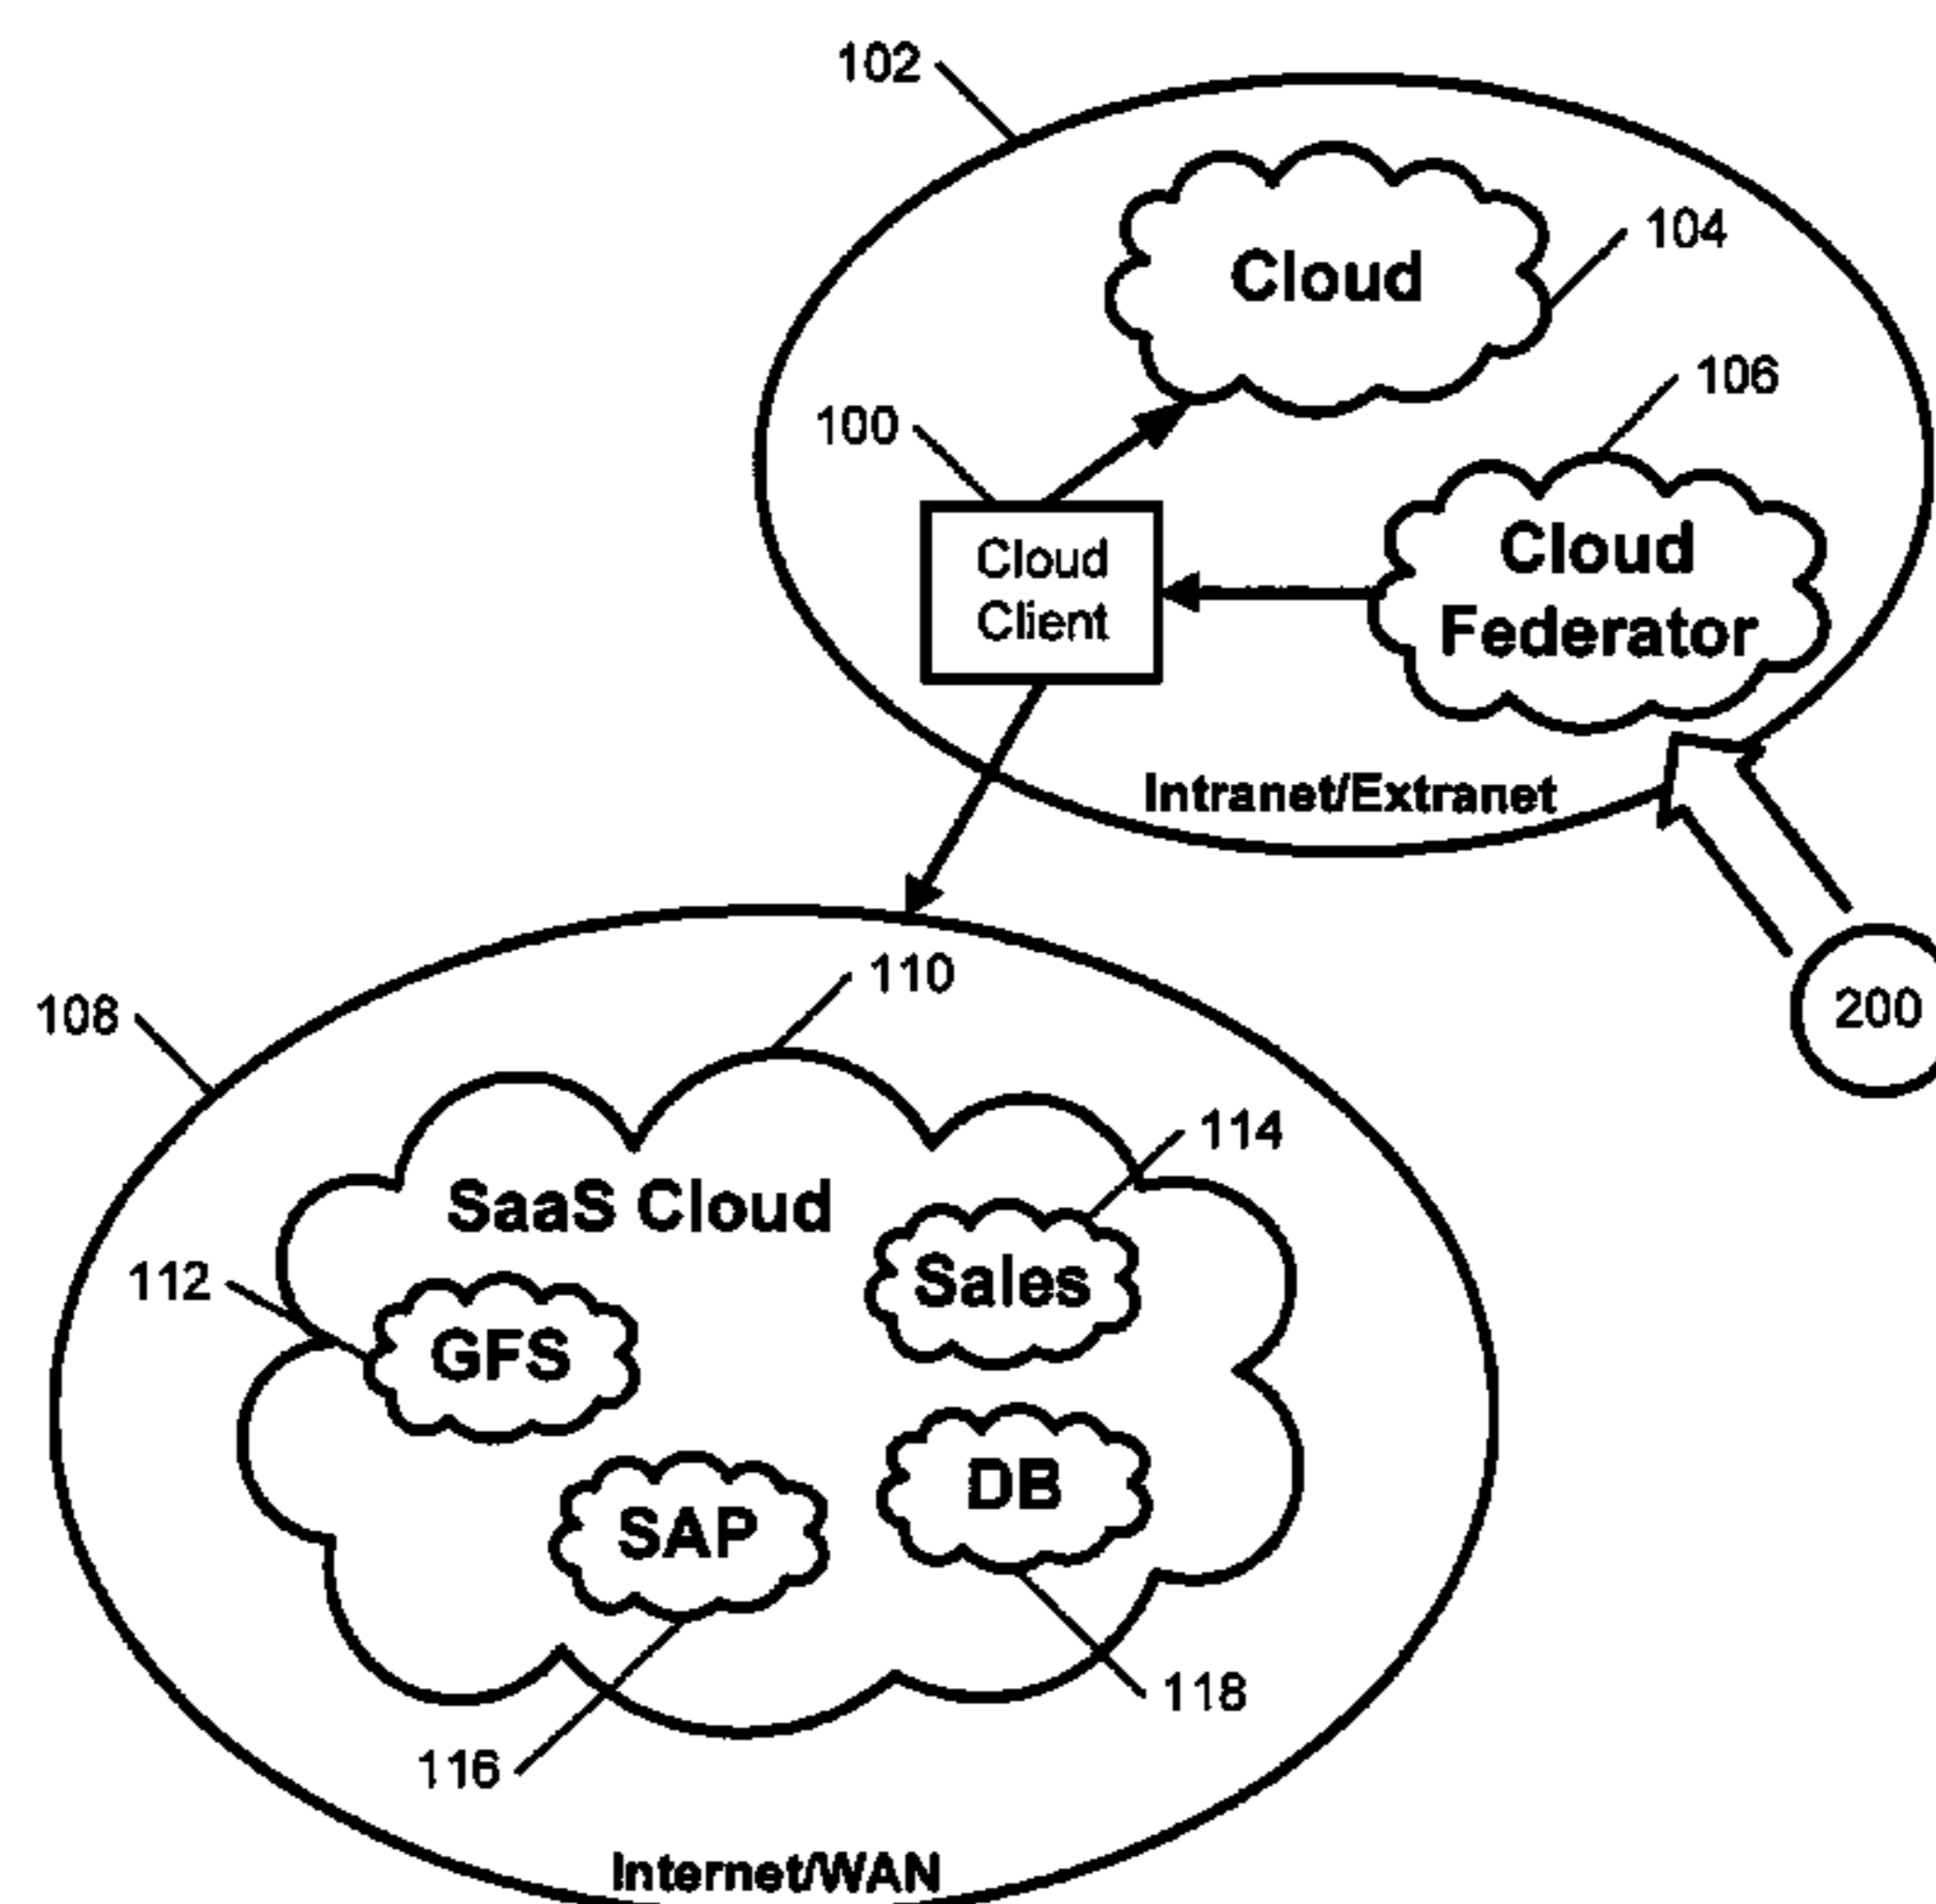 102
Cloud
104
106
100
Cloud
Client
Cloud
Federator
Intranet/Extranet
200
110
108
114
SaaS Cloud
112
Sales
GFS
DB
SAP
118
116
Internet/WAN